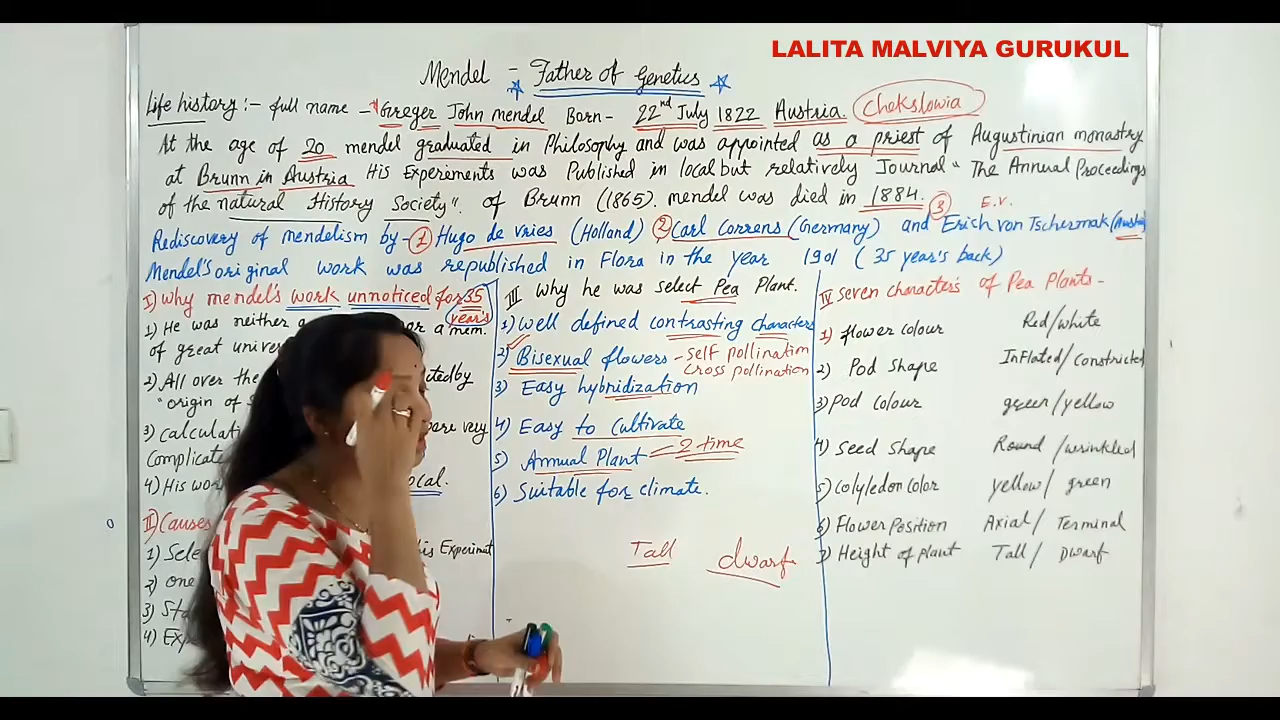 LALITA MALVIYA GURUKUL
Mendel - Father of Genetics
Life history :- full name - Greger John mendel Born - 22nd July 1822 Austria. Chekslowia
At the age of 20 mendel graduated in Philosophy and was appointed as a priest of Augustinian monastry
at Brunn in Austria His Experements was Published in local but relatively Journal "The Annual Proceedings
of the natural History Society". of Brunn (1865). mendel was died in 1884.
E.V.
Rediscovery of mendelism by - 1 Hugo de vries (Holland) 2 Carl Correns (Germany) and 3 Erich von Tschermak
Mendel's original work was republished in Flora in the year 1901 (35 year's back)
I) Why mendel's work unnoticed for 35 year's
1) He was neither a mem.
of great
2) All over the cted by
"origin of
3) very
Complicate
4) His ocal.
II) Causes
1) his Experimt
2) one
3)
4)
III Why he was select Pea Plant.
1) Well defined contrasting characters
2) Bisexual flowers - self pollination
cross pollination
3) Easy hybridization
4) Easy to cultivate
5) Annual Plant - 2 time
6) Suitable for climate.
Tall dwarf
IV Seven character's of Pea Plants -
1) flower colour Red/white
2) Pod Shape Inflated/constricted
3) Pod colour green/yellow
4) Seed Shape Round/wrinkled
5) Colyledon color yellow/green
6) Flower Position Axial/Terminal
7) Height of plant Tall/Dwarf